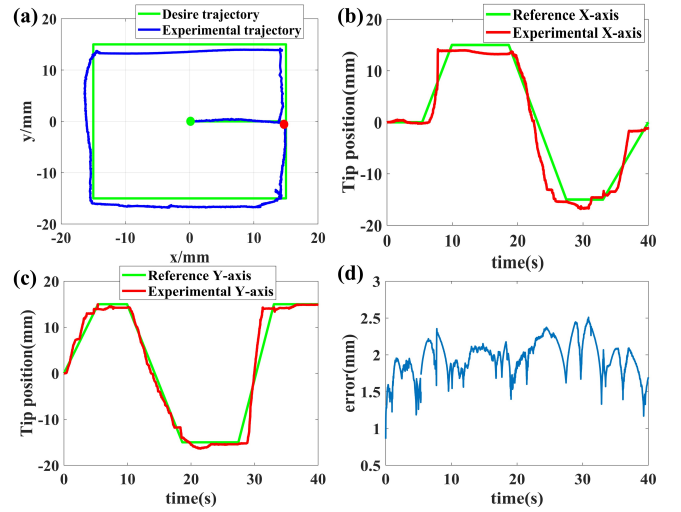 (a)
Desire trajectory
Experimental trajectory
y/mm
20
10
0
-10
-20
-20
-10
0
10
20
x/mm
(b)
Reference X-axis
Experimental X-axis
Tip position(mm)
20
10
0
-10
-20
0
10
20
30
40
time(s)
(c)
Reference Y-axis
Experimental Y-axis
Tip position(mm)
20
10
0
-10
-20
0
10
20
30
40
time(s)
(d)
error(mm)
3
2.5
2
1.5
1
0.5
0
10
20
30
40
time(s)